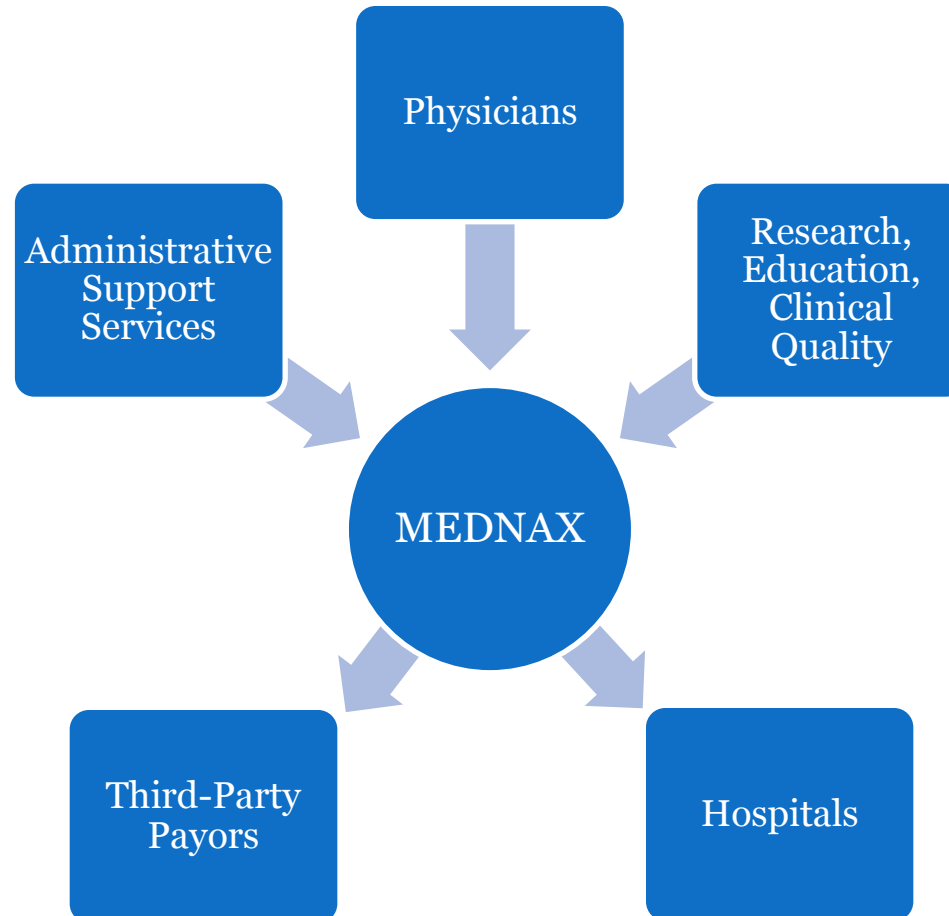 Physicians
Administrative
Support
Services
Research,
Education,
Clinical
Quality
MEDNAX
Third-Party
Payors
Hospitals